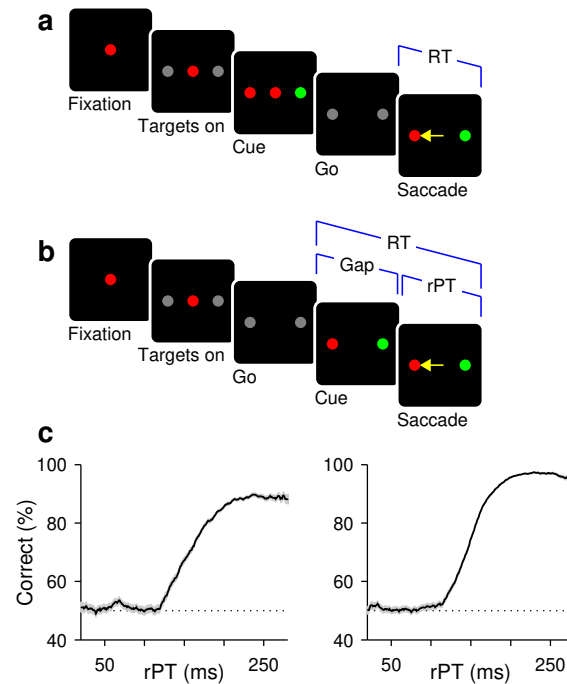 a
RT
Fixation
Targets on
Cue
Go
Saccade
b
RT
Gap
rPT
Fixation
Targets on
Go
Cue
Saccade
c
100
80
60
40
Correct (%)
50
250
rPT (ms)
100
80
60
40
50
250
rPT (ms)